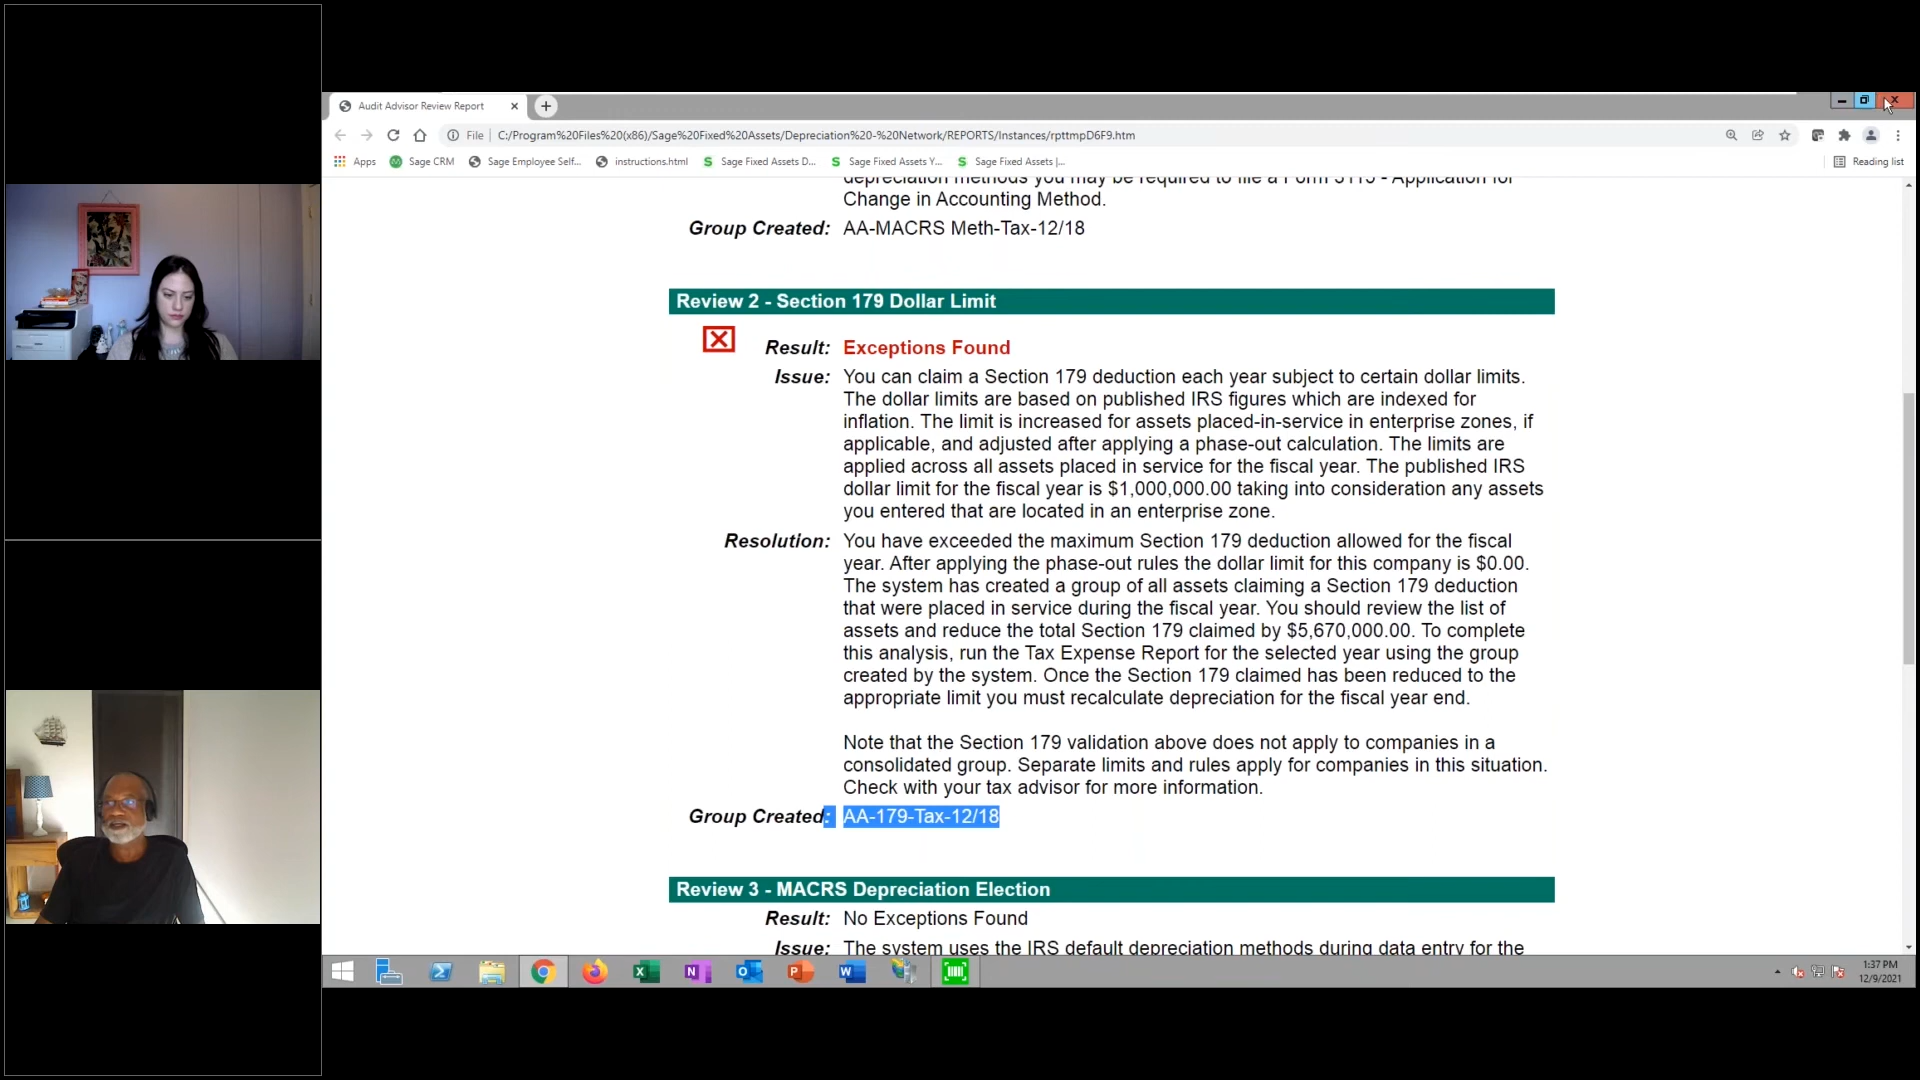 Audit Advisor Review Report
File
C:/Program%20Files%20(x86)/Sage%20Fixed%20Assets/Depreciation%20-%20Network/REPORTS/Instances/rpttmpD6F9.htm
Apps
Sage CRM
Sage Employee Self...
instructions.html
Sage Fixed Assets D...
Sage Fixed Assets Y...
Sage Fixed Assets |...
Reading list
depreciation methods you may be required to file a Form 3115 - Application for
Change in Accounting Method.
Group Created: AA-MACRS Meth-Tax-12/18
Review 2 - Section 179 Dollar Limit
Result: Exceptions Found
Issue: You can claim a Section 179 deduction each year subject to certain dollar limits.
The dollar limits are based on published IRS figures which are indexed for
inflation. The limit is increased for assets placed-in-service in enterprise zones, if
applicable, and adjusted after applying a phase-out calculation. The limits are
applied across all assets placed in service for the fiscal year. The published IRS
dollar limit for the fiscal year is $1,000,000.00 taking into consideration any assets
you entered that are located in an enterprise zone.
Resolution: You have exceeded the maximum Section 179 deduction allowed for the fiscal
year. After applying the phase-out rules the dollar limit for this company is $0.00.
The system has created a group of all assets claiming a Section 179 deduction
that were placed in service during the fiscal year. You should review the list of
assets and reduce the total Section 179 claimed by $5,670,000.00. To complete
this analysis, run the Tax Expense Report for the selected year using the group
created by the system. Once the Section 179 claimed has been reduced to the
appropriate limit you must recalculate depreciation for the fiscal year end.
Note that the Section 179 validation above does not apply to companies in a
consolidated group. Separate limits and rules apply for companies in this situation.
Check with your tax advisor for more information.
Group Created: AA-179-Tax-12/18
Review 3 - MACRS Depreciation Election
Result: No Exceptions Found
Issue: The system uses the IRS default depreciation methods during data entry for the
1:37 PM
12/9/2021